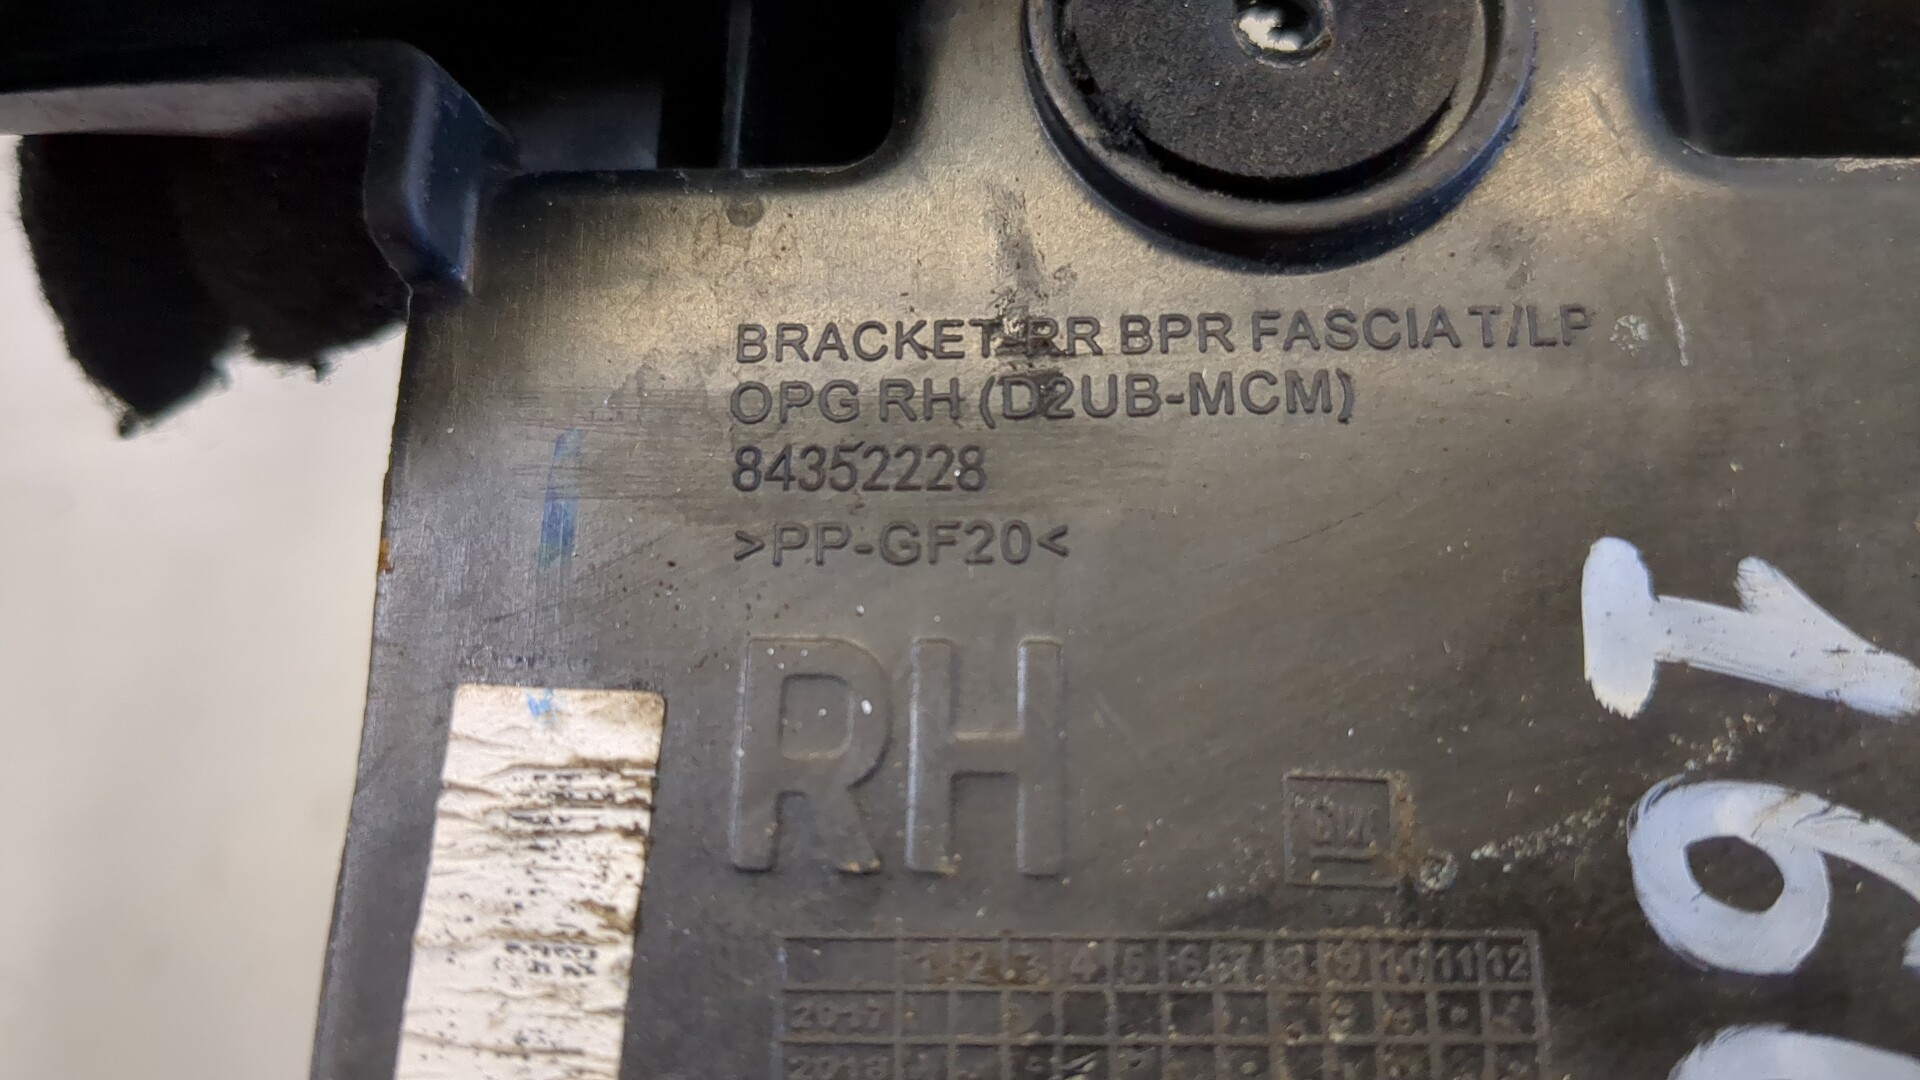 BRACKET-RR BPR FASCIA T/LP
OPG RH (D2UB-MCM)
84352228
>PP-GF20<
RH
GM
1 2 3 4 5 6 7 8 9 10 11 12
2017
2018
16